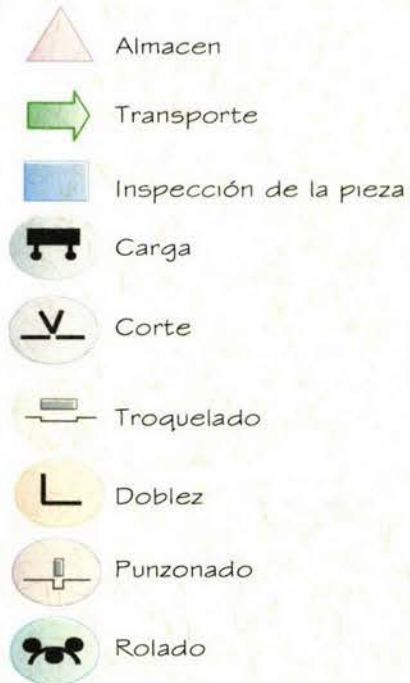 Almacen
Transporte
Inspección de la pieza
Carga
Corte
Troquelado
Doblez
Punzonado
Rolado